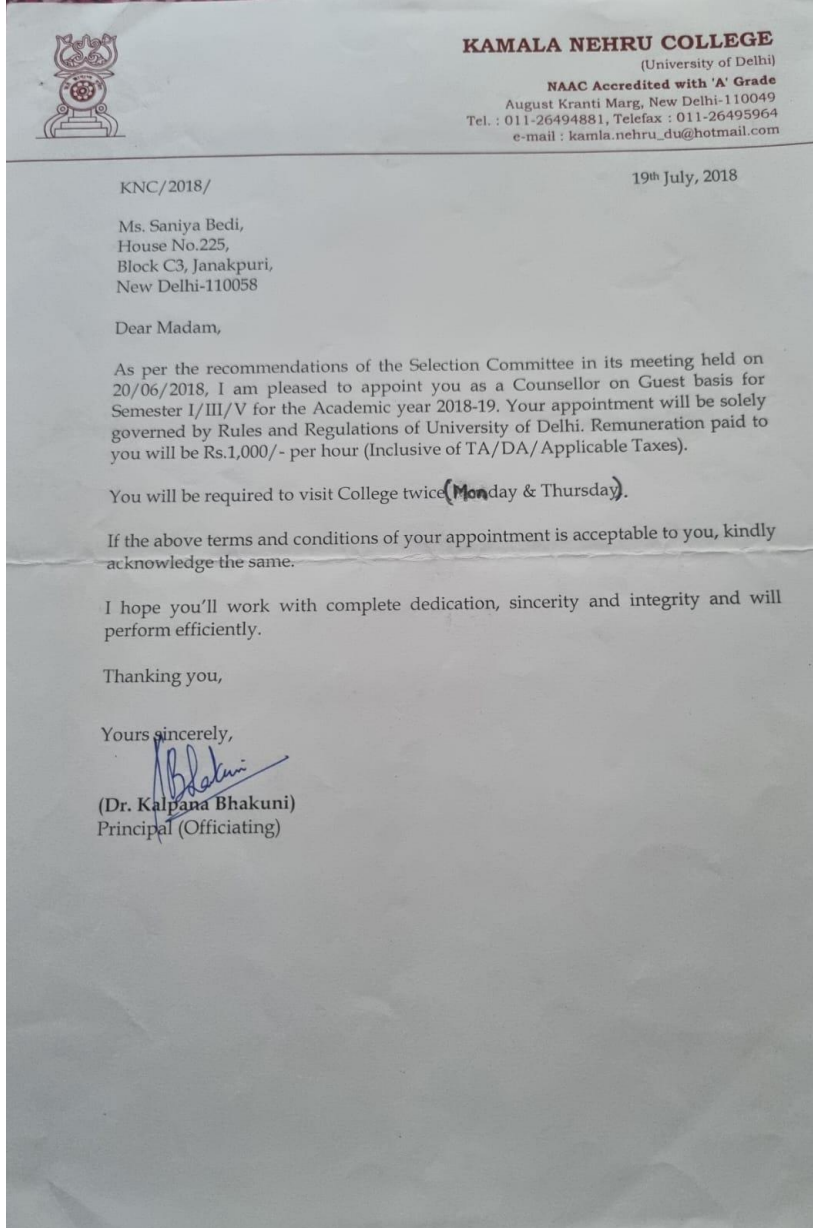 KAMALA NEHRU COLLEGE
(University of Delhi)
NAAC Accredited with 'A' Grade
August Kranti Marg, New Delhi-110049
Tel. : 011-26494881, Telefax : 011-26495964
e-mail : kamla.nehru_du@hotmail.com
KNC/2018/
19th July, 2018
Ms. Saniya Bedi,
House No.225,
Block C3, Janakpuri,
New Delhi-110058
Dear Madam,
As per the recommendations of the Selection Committee in its meeting held on
20/06/2018, I am pleased to appoint you as a Counsellor on Guest basis for
Semester I/III/V for the Academic year 2018-19. Your appointment will be solely
governed by Rules and Regulations of University of Delhi. Remuneration paid to
you will be Rs.1,000/- per hour (Inclusive of TA/DA/Applicable Taxes).
You will be required to visit College twice(Monday & Thursday).
If the above terms and conditions of your appointment is acceptable to you, kindly
acknowledge the same.
I hope you'll work with complete dedication, sincerity and integrity and will
perform efficiently.
Thanking you,
Yours sincerely,
Bhakuni
(Dr. Kalpana Bhakuni)
Principal (Officiating)